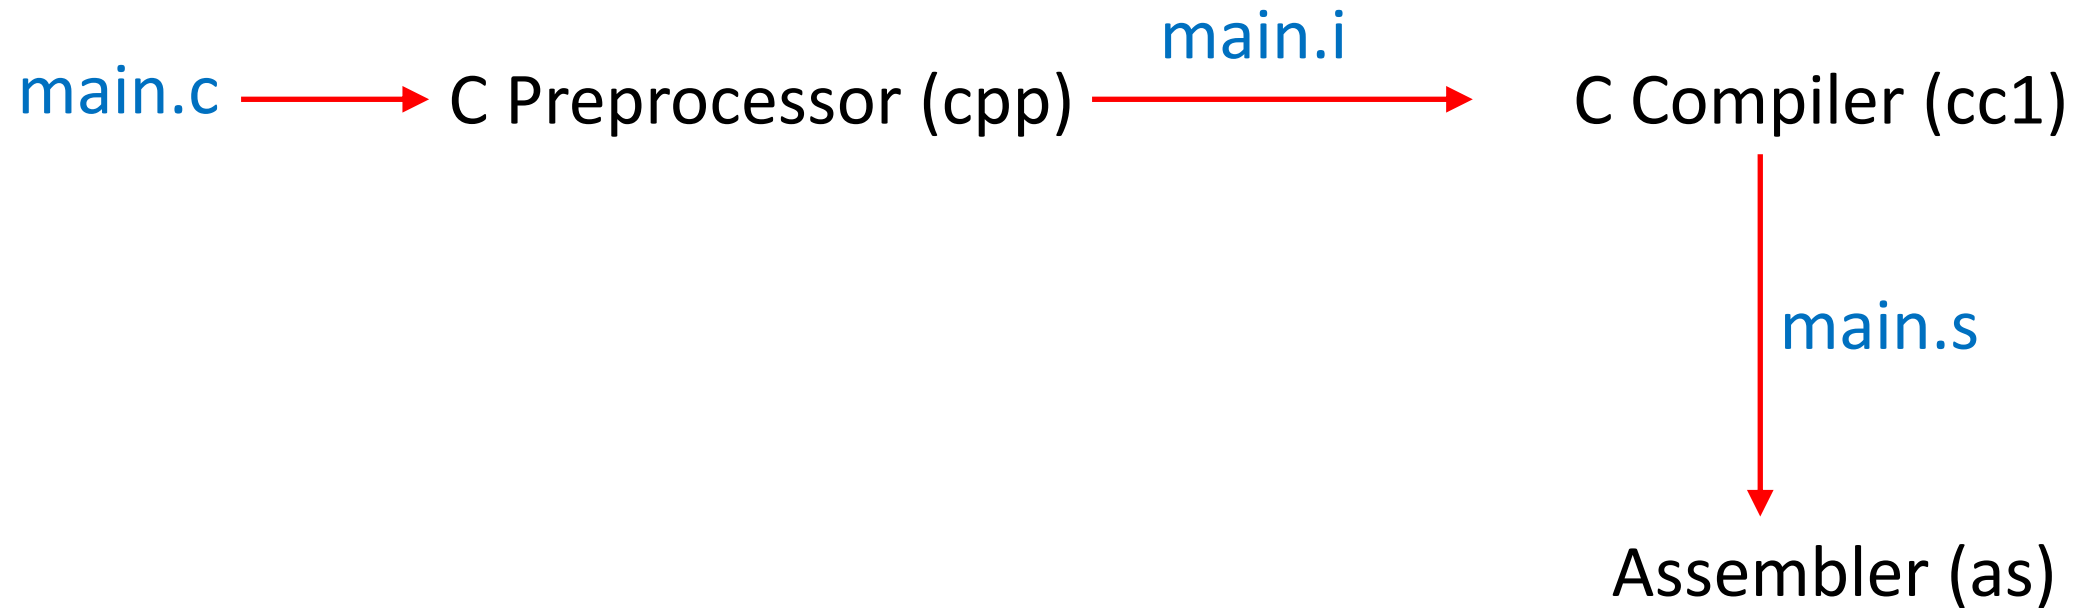 main.c
C Preprocessor (cpp)
main.i
C Compiler (cc1)
main.s
Assembler (as)